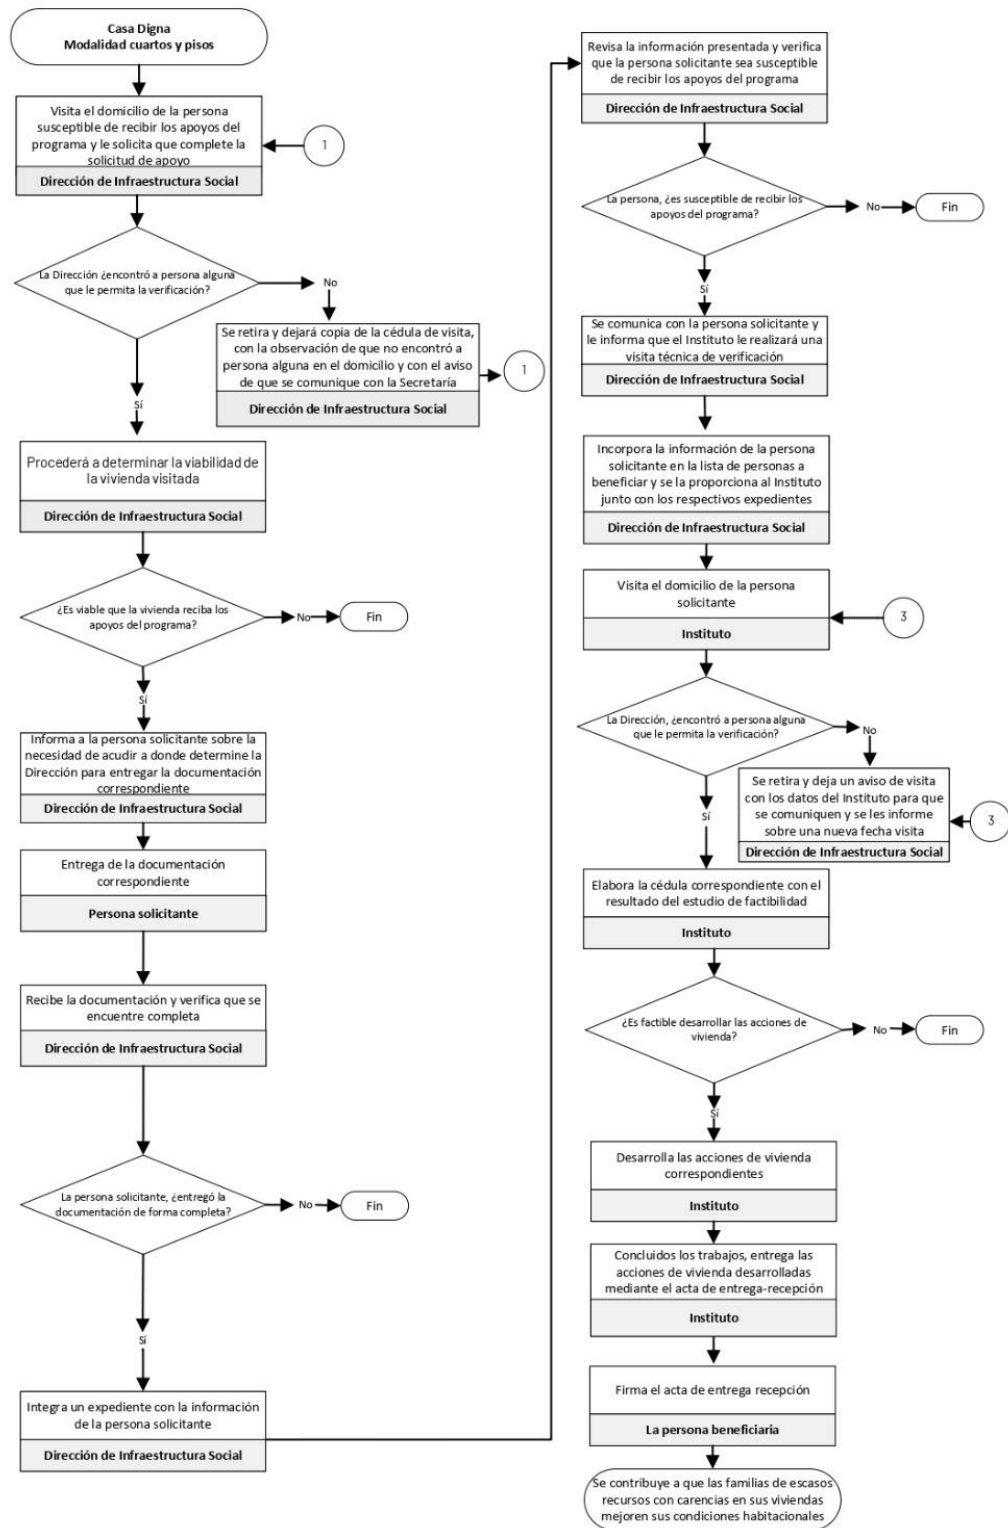 Casa Digna
Modalidad cuartos y pisos
Visita el domicilio de la persona
susceptible de recibir los apoyos del
programa y le solicita que complete la
solicitud de apoyo
Dirección de Infraestructura Social
1
La Dirección ¿encontró a persona alguna
que le permita la verificación?
No
Se retira y dejará copia de la cédula de visita,
con la observación de que no encontró a
persona alguna en el domicilio y con el aviso
de que se comunique con la Secretaría
Dirección de Infraestructura Social
1
Sí
Procederá a determinar la viabilidad de
la vivienda visitada
Dirección de Infraestructura Social
¿Es viable que la vivienda reciba los
apoyos del programa?
No
Fin
Sí
Informa a la persona solicitante sobre la
necesidad de acudir a donde determine la
Dirección para entregar la documentación
correspondiente
Dirección de Infraestructura Social
Entrega de la documentación
correspondiente
Persona solicitante
Recibe la documentación y verifica que se
encuentre completa
Dirección de Infraestructura Social
La persona solicitante, ¿entregó la
documentación de forma completa?
No
Fin
Sí
Integra un expediente con la información
de la persona solicitante
Dirección de Infraestructura Social
Revisa la información presentada y verifica
que la persona solicitante sea susceptible
de recibir los apoyos del programa
Dirección de Infraestructura Social
La persona, ¿es susceptible de recibir los
apoyos del programa?
No
Fin
Sí
Se comunica con la persona solicitante y
le informa que el Instituto le realizará una
visita técnica de verificación
Dirección de Infraestructura Social
Incorpora la información de la persona
solicitante en la lista de personas a
beneficiar y se la proporciona al Instituto
junto con los respectivos expedientes
Dirección de Infraestructura Social
Visita el domicilio de la persona
solicitante
Instituto
3
La Dirección, ¿encontró a persona alguna
que le permita la verificación?
No
Se retira y deja un aviso de visita
con los datos del Instituto para que
se comuniquen y se les informe
sobre una nueva fecha visita
Dirección de Infraestructura Social
3
Sí
Elabora la cédula correspondiente con el
resultado del estudio de factibilidad
Instituto
¿Es factible desarrollar las acciones de
vivienda?
No
Fin
Sí
Desarrolla las acciones de vivienda
correspondientes
Instituto
Concluidos los trabajos, entrega las
acciones de vivienda desarrolladas
mediante el acta de entrega-recepción
Instituto
Firma el acta de entrega recepción
La persona beneficiaria
Se contribuye a que las familias de escasos
recursos con carencias en sus viviendas
mejoren sus condiciones habitacionales